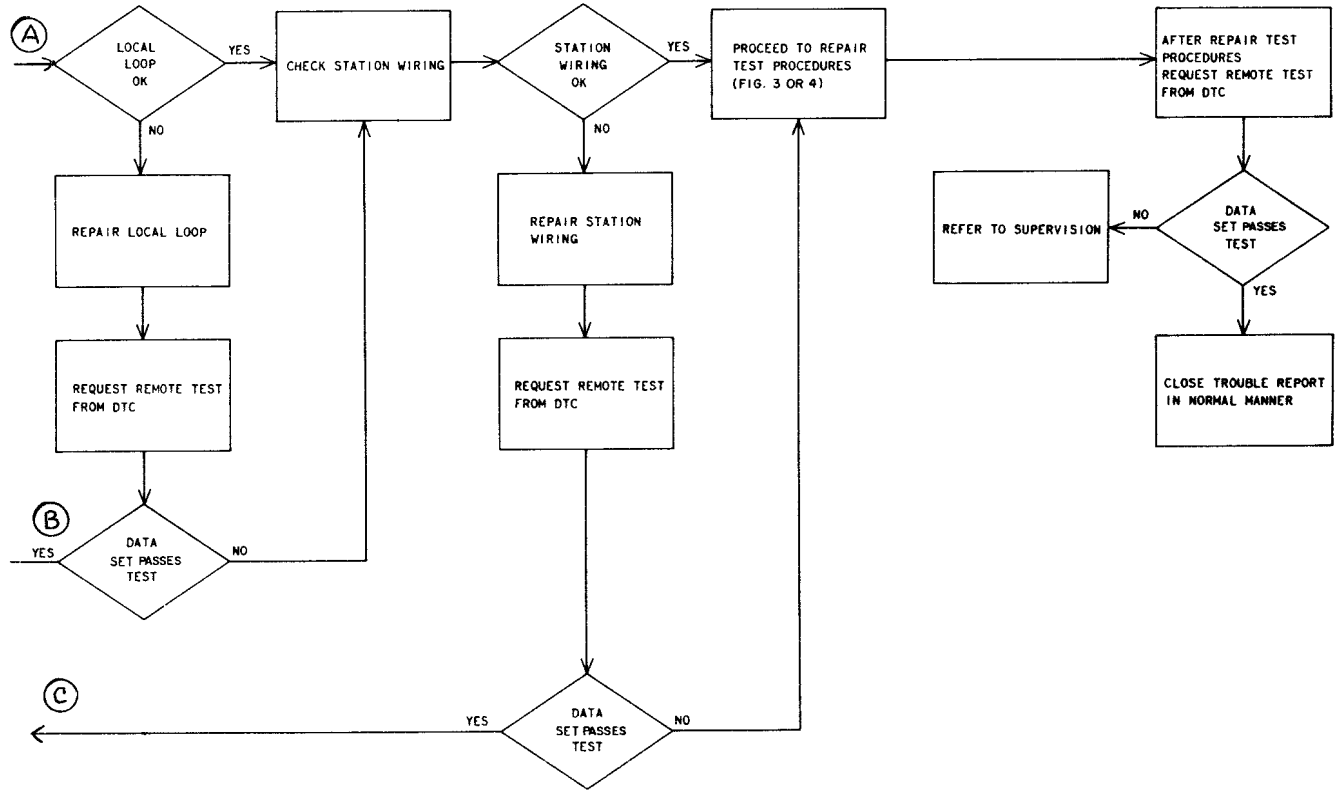 A
LOCAL
LOOP
OK
YES
NO
CHECK STATION WIRING
STATION
WIRING
OK
YES
NO
PROCEED TO REPAIR
TEST PROCEDURES
(FIG. 3 OR 4)
AFTER REPAIR TEST
PROCEDURES
REQUEST REMOTE TEST
FROM DTC
REPAIR LOCAL LOOP
REPAIR STATION
WIRING
REFER TO SUPERVISION
NO
DATA
SET PASSES
TEST
YES
REQUEST REMOTE TEST
FROM DTC
REQUEST REMOTE TEST
FROM DTC
CLOSE TROUBLE REPORT
IN NORMAL MANNER
B
YES
DATA
SET PASSES
TEST
NO
C
YES
DATA
SET PASSES
TEST
NO